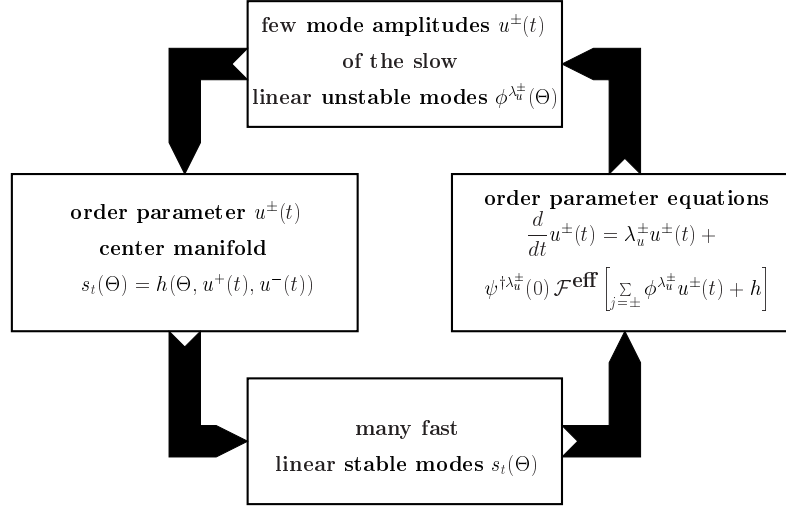 few mode amplitudes u^±(t)
of the slow
linear unstable modes ϕ^{λ_u^±}(Θ)
order parameter u^±(t)
center manifold
s_t(Θ) = h(Θ, u^+(t), u^−(t))
order parameter equations
d/dt u^±(t) = λ_u^± u^±(t) +
ψ^{†λ_u^±}(0) ℱ^{eff} [ ∑_{j=±} ϕ^{λ_u^±} u^±(t) + h ]
many fast
linear stable modes s_t(Θ)